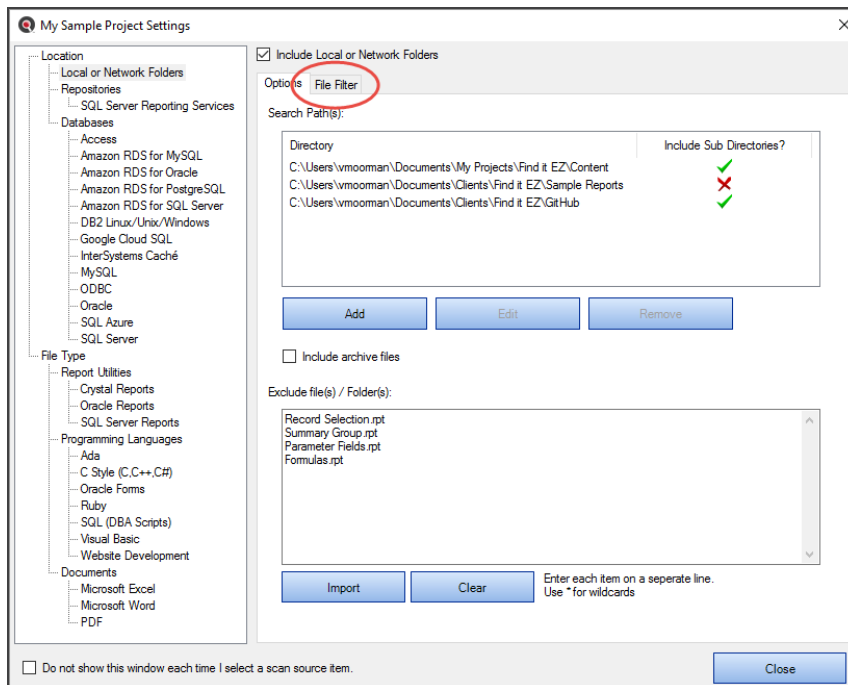 My Sample Project Settings
Location
Local or Network Folders
Repositories
SQL Server Reporting Services
Databases
Access
Amazon RDS for MySQL
Amazon RDS for Oracle
Amazon RDS for PostgreSQL
Amazon RDS for SQL Server
DB2 Linux/Unix/Windows
Google Cloud SQL
InterSystems Caché
MySQL
ODBC
Oracle
SQL Azure
SQL Server
File Type
Report Utilities
Crystal Reports
Oracle Reports
SQL Server Reports
Programming Languages
Ada
C Style (C,C++,C#)
Oracle Forms
Ruby
SQL (DBA Scripts)
Visual Basic
Website Development
Documents
Microsoft Excel
Microsoft Word
PDF
Include Local or Network Folders
Options File Filter
Search Path(s):
Directory Include Sub Directories?
C:\Users\vmoorman\Documents\My Projects\Find it EZ\Content
C:\Users\vmoorman\Documents\Clients\Find it EZ\Sample Reports
C:\Users\vmoorman\Documents\Clients\Find it EZ\GitHub
Add Edit Remove
Include archive files
Exclude file(s) / Folder(s):
Record Selection.rpt
Summary Group.rpt
Parameter Fields.rpt
Formulas.rpt
Import Clear
Enter each item on a seperate line.
Use * for wildcards
Do not show this window each time I select a scan source item.
Close